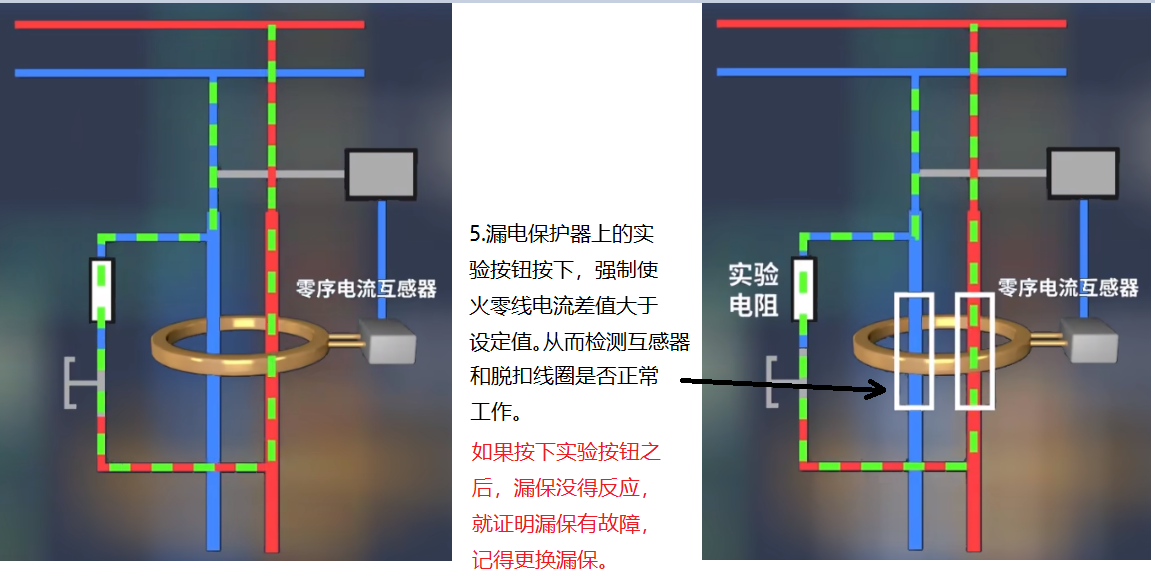 零序电流互感器
5.漏电保护器上的实
验按钮按下，强制使
火零线电流差值大于
设定值。从而检测互感器
和脱扣线圈是否正常
工作。
如果按下实验按钮之
后，漏保没得反应，
就证明漏保有故障，
记得更换漏保。
实验
电阻
零序电流互感器